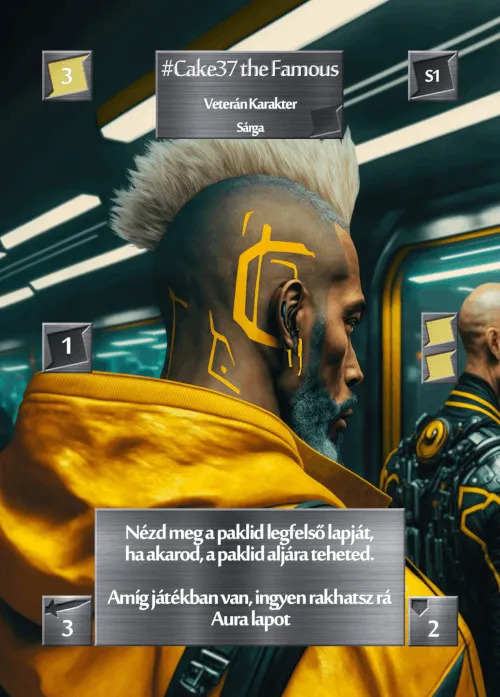 3
#Cake37 the Famous
S1
Veterán Karakter
Sárga
1
Nézd meg a paklid legfelső lapját,
ha akarod, a paklid aljára teheted.
Amíg játékban van, ingyen rakhatsz rá
Aura lapot
3
2